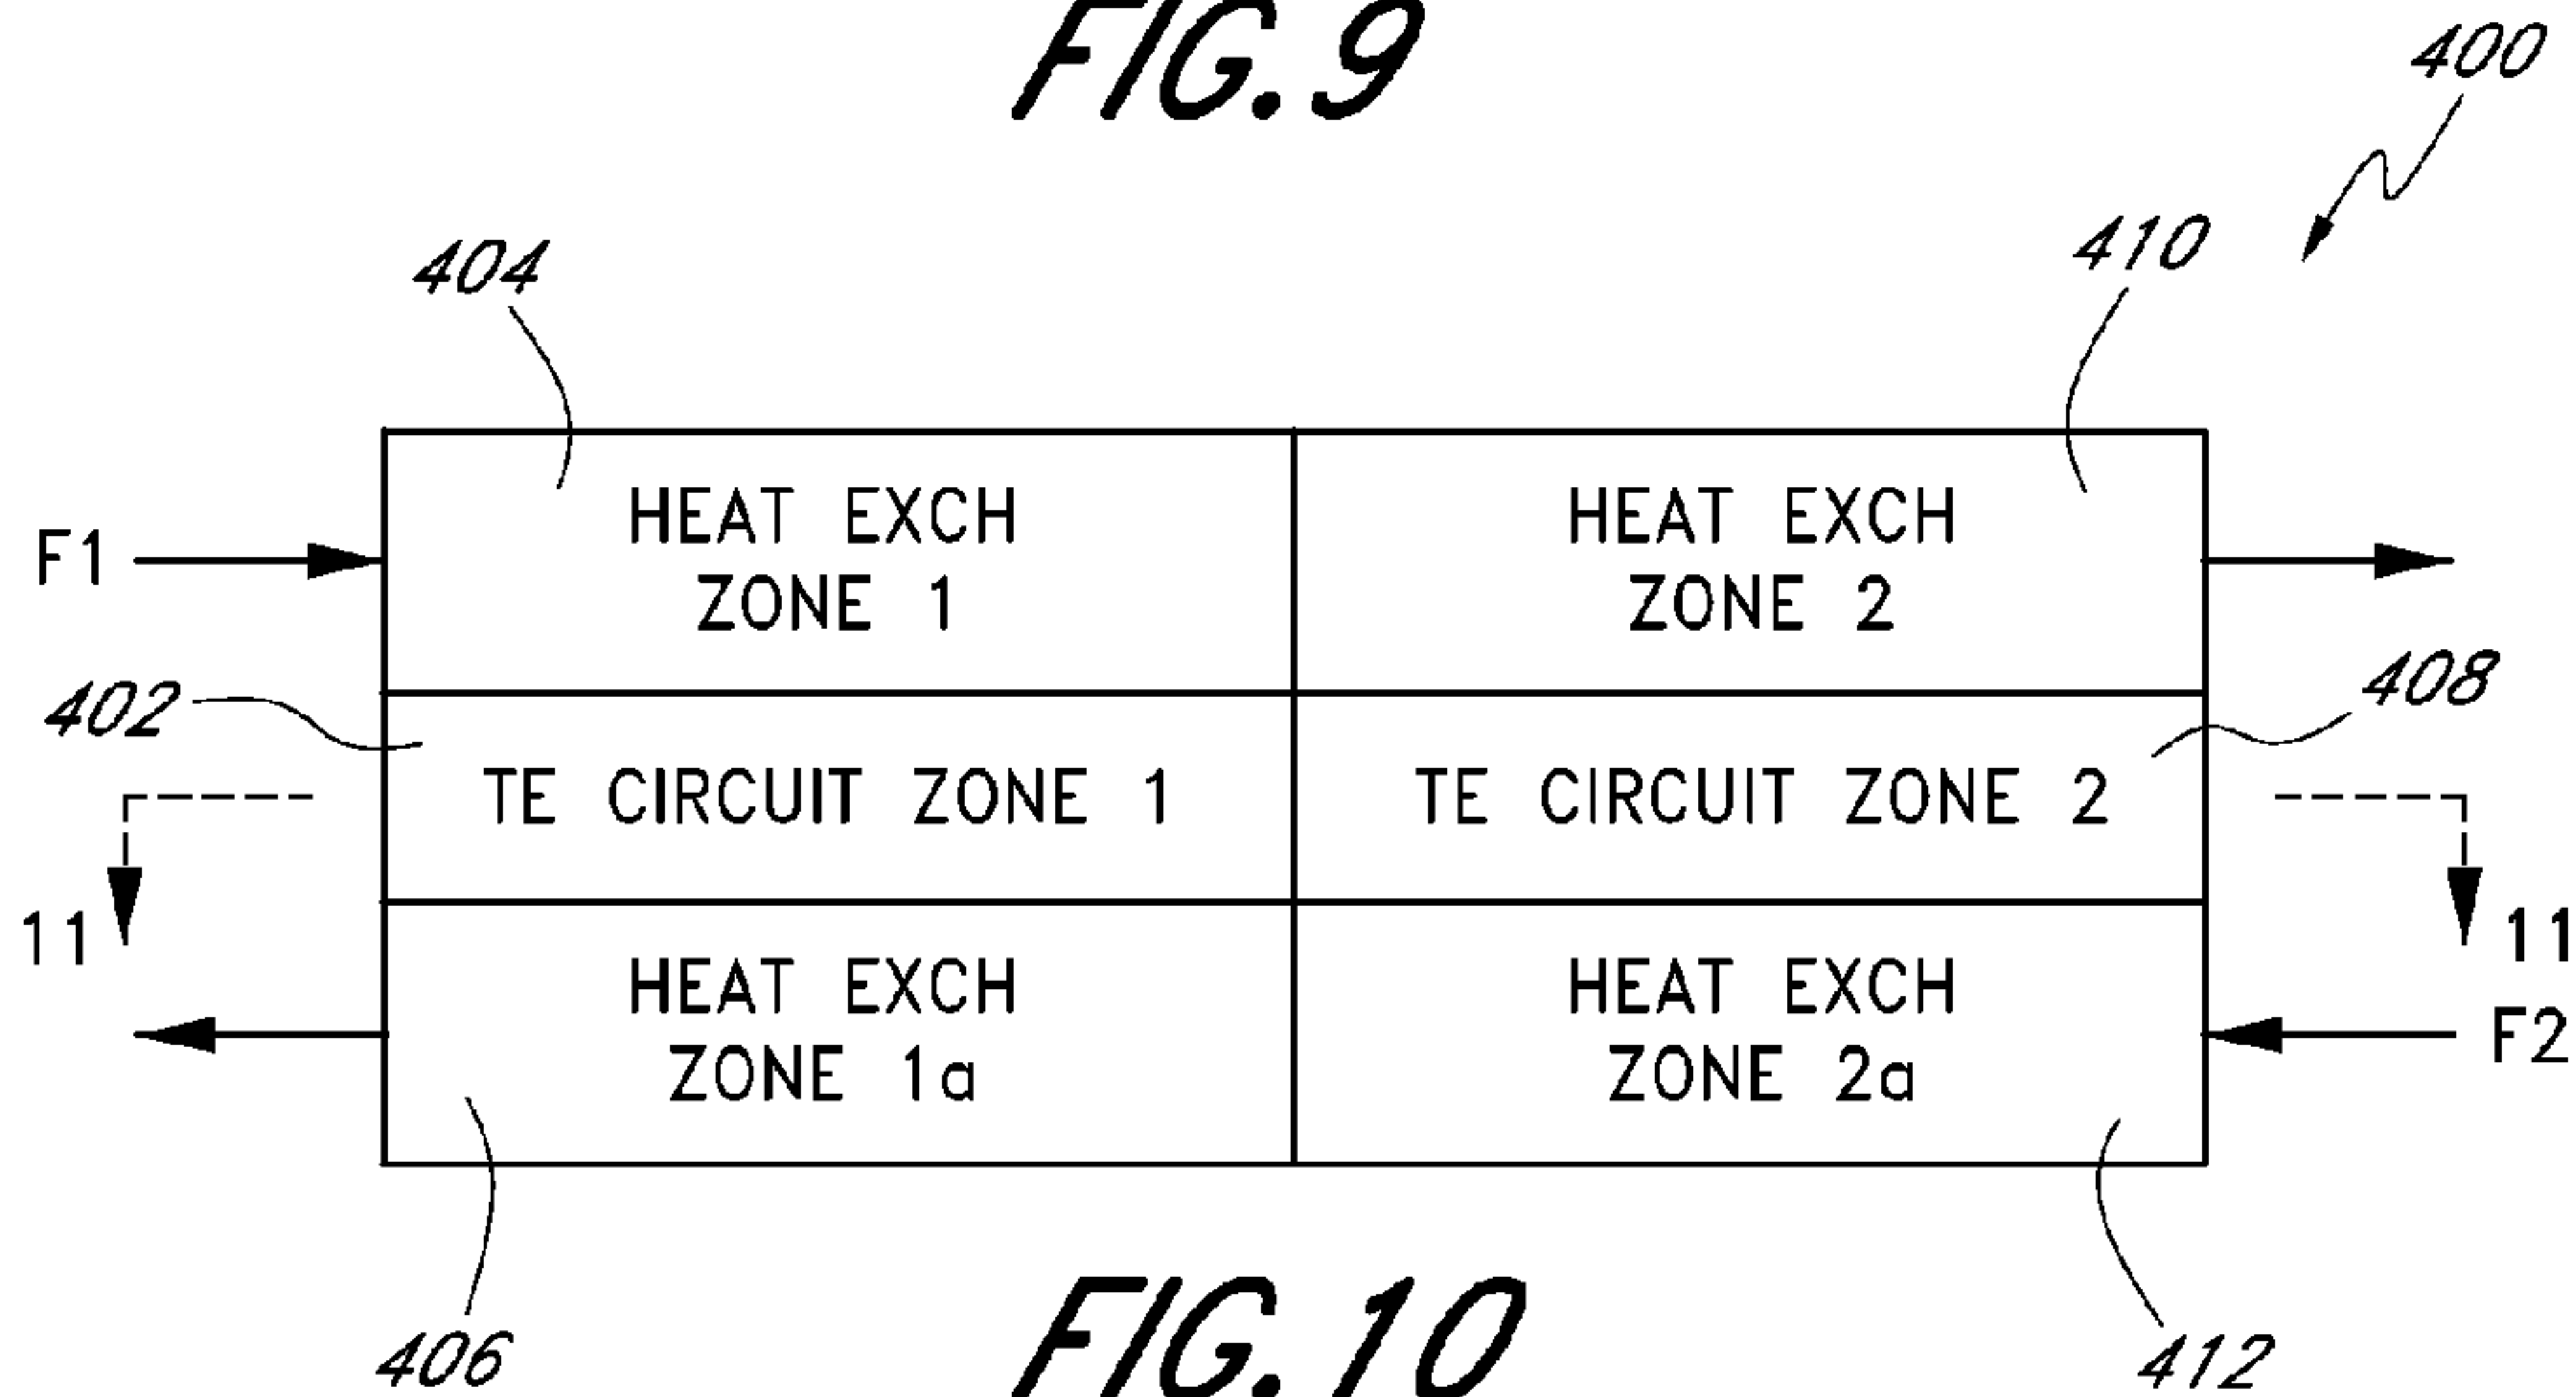 FIG. 9
400
404
410
HEAT EXCH
ZONE 1
HEAT EXCH
ZONE 2
F1
402
408
TE CIRCUIT ZONE 1
TE CIRCUIT ZONE 2
11
11
HEAT EXCH
ZONE 1a
HEAT EXCH
ZONE 2a
F2
406
412
FIG. 10